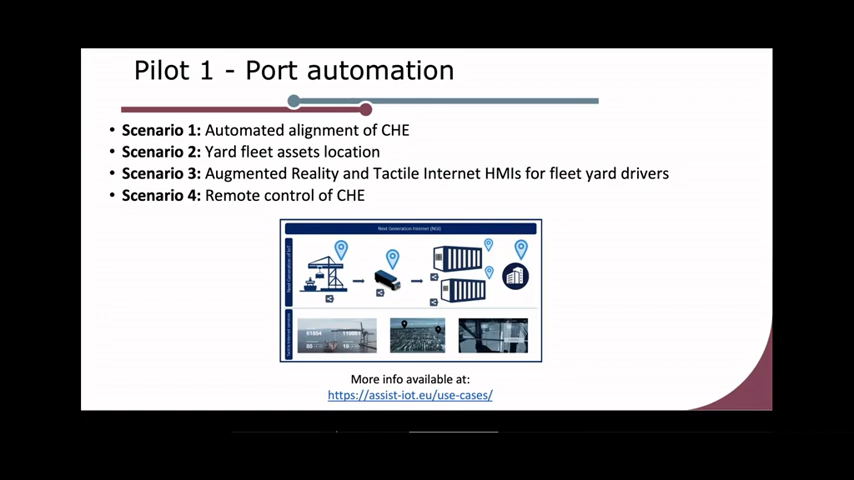 Pilot 1 - Port automation
• Scenario 1: Automated alignment of CHE
• Scenario 2: Yard fleet assets location
• Scenario 3: Augmented Reality and Tactile Internet HMIs for fleet yard drivers
• Scenario 4: Remote control of CHE
Next Generation Internet (NGI)
More info available at:
https://assist-iot.eu/use-cases/